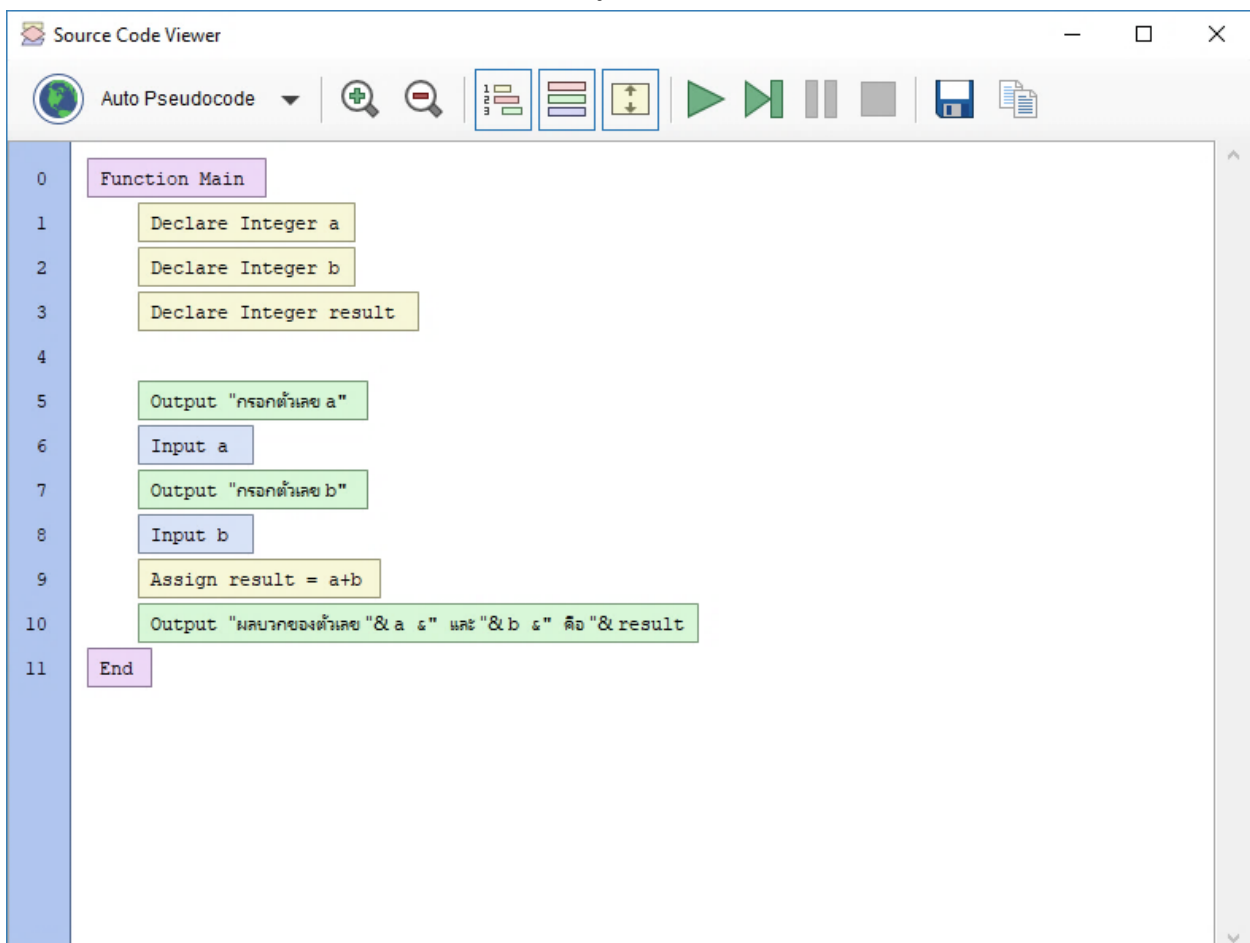 Source Code Viewer
Auto Pseudocode
0 Function Main
1 Declare Integer a
2 Declare Integer b
3 Declare Integer result
4
5 Output "กรอกตัวเลข a"
6 Input a
7 Output "กรอกตัวเลข b"
8 Input b
9 Assign result = a+b
10 Output "ผลบวกของตัวเลข "& a &" และ "& b &" คือ "& result
11 End